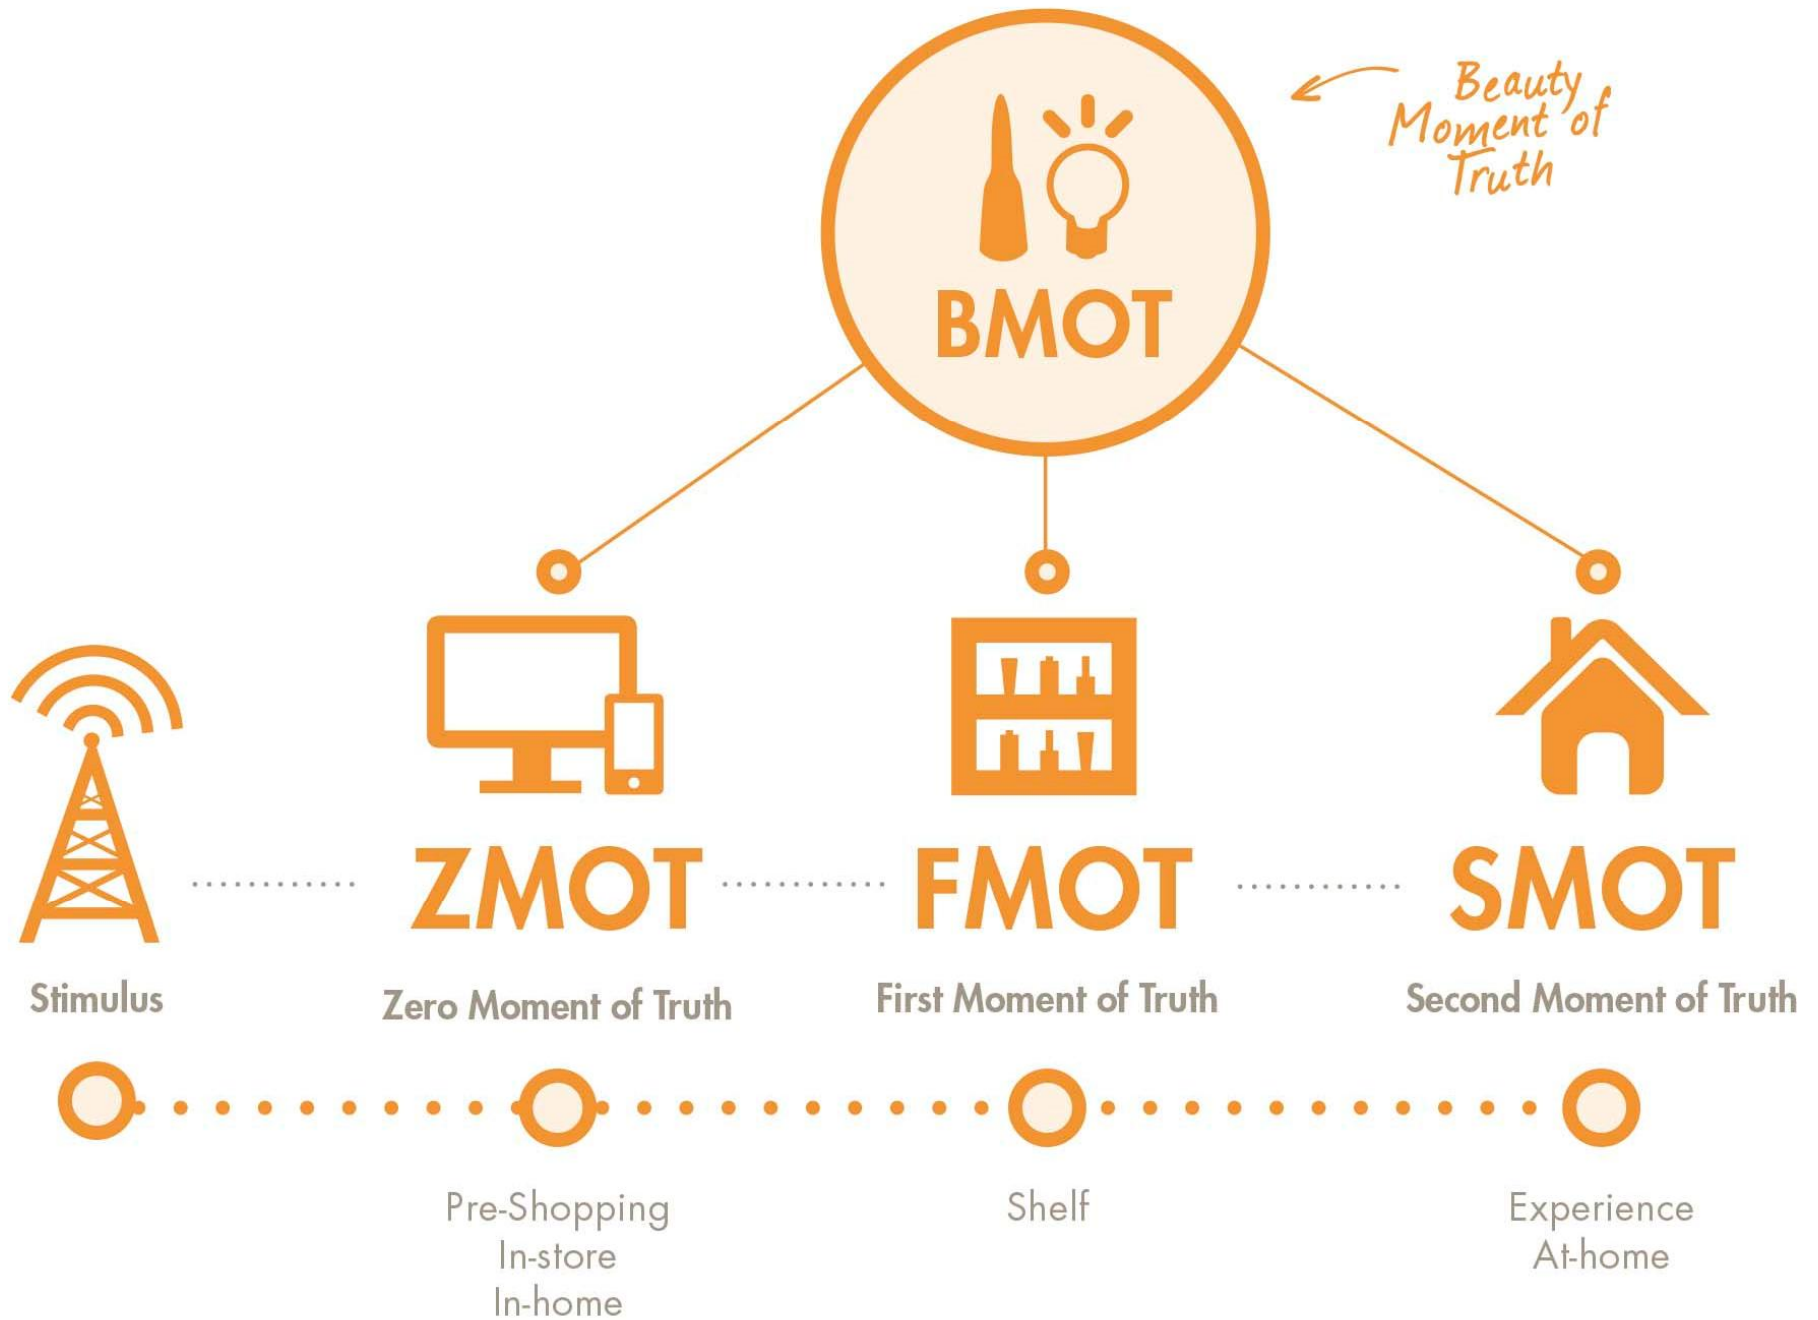 Beauty
Moment of
Truth
BMOT
ZMOT
FMOT
SMOT
Stimulus
Zero Moment of Truth
First Moment of Truth
Second Moment of Truth
Pre-Shopping
In-store
In-home
Shelf
Experience
At-home